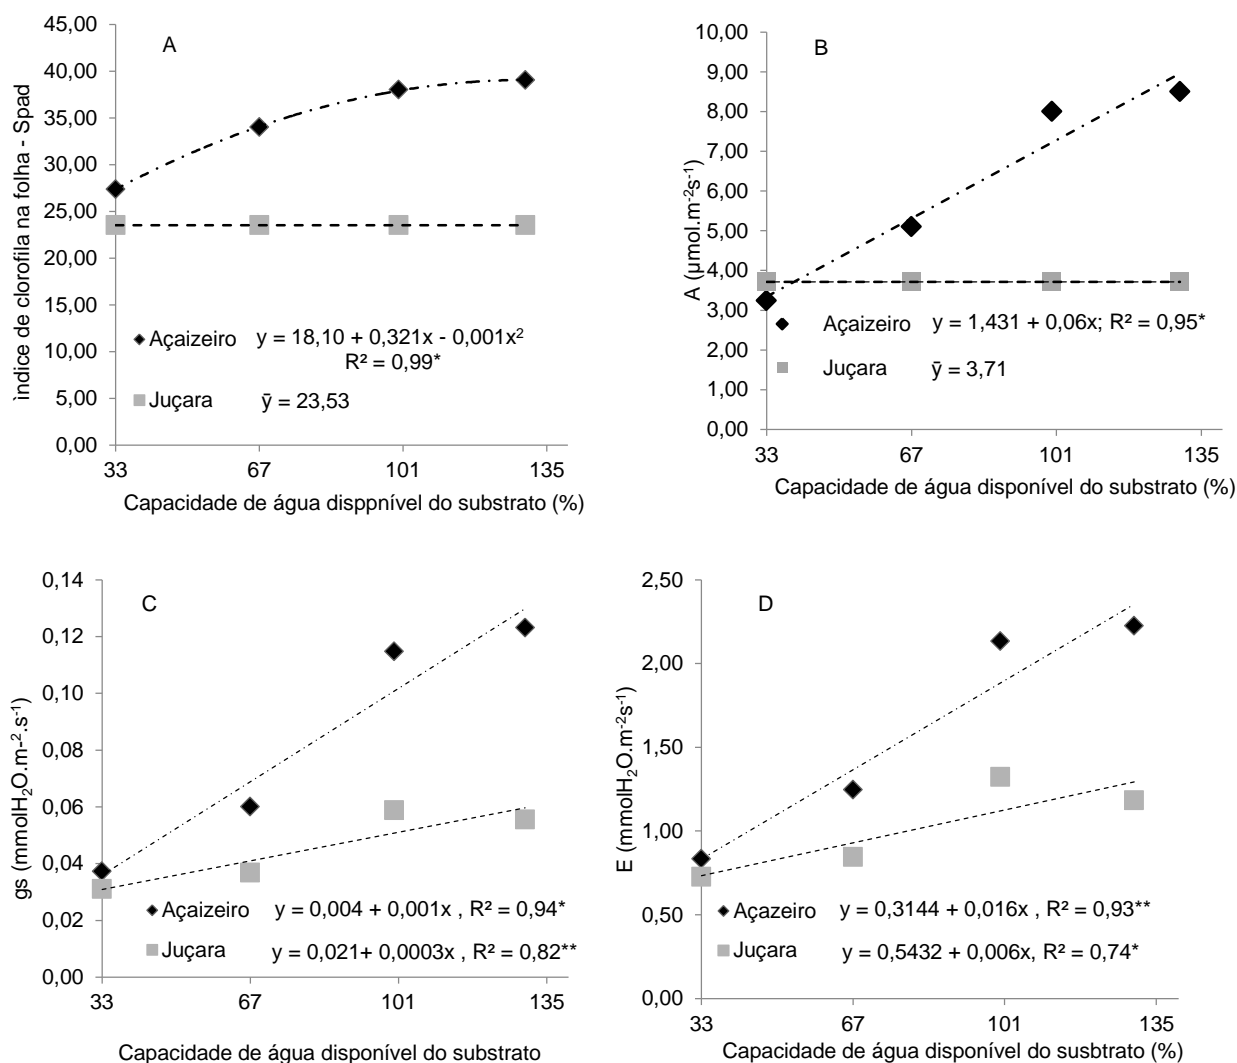 A
45,00
40,00
35,00
30,00
25,00
20,00
15,00
10,00
5,00
0,00
ìndice de clorofila na folha - Spad
Açaizeiro y = 18,10 + 0,321x - 0,001x²
R² = 0,99*
Juçara ȳ = 23,53
33 67 101 135
Capacidade de água disppnível do substrato (%)
B
10,00
9,00
8,00
7,00
6,00
5,00
4,00
3,00
2,00
1,00
0,00
A (µmol.m⁻²s⁻¹)
Açaizeiro y = 1,431 + 0,06x; R² = 0,95*
Juçara ȳ = 3,71
33 67 101 135
Capacidade de água disponível do substrato (%)
C
0,14
0,12
0,10
0,08
0,06
0,04
0,02
0,00
gs (mmolH₂O.m⁻².s⁻¹)
Açaizeiro y = 0,004 + 0,001x , R² = 0,94*
Juçara y = 0,021+ 0,0003x , R² = 0,82**
33 67 101 135
Capacidade de água disponível do substrato
D
2,50
2,00
1,50
1,00
0,50
0,00
E (mmolH₂O.m⁻²s⁻¹)
Açazeiro y = 0,3144 + 0,016x , R² = 0,93**
Juçara y = 0,5432 + 0,006x, R² = 0,74*
33 67 101 135
Capacidade de água disponível do substrato (%)